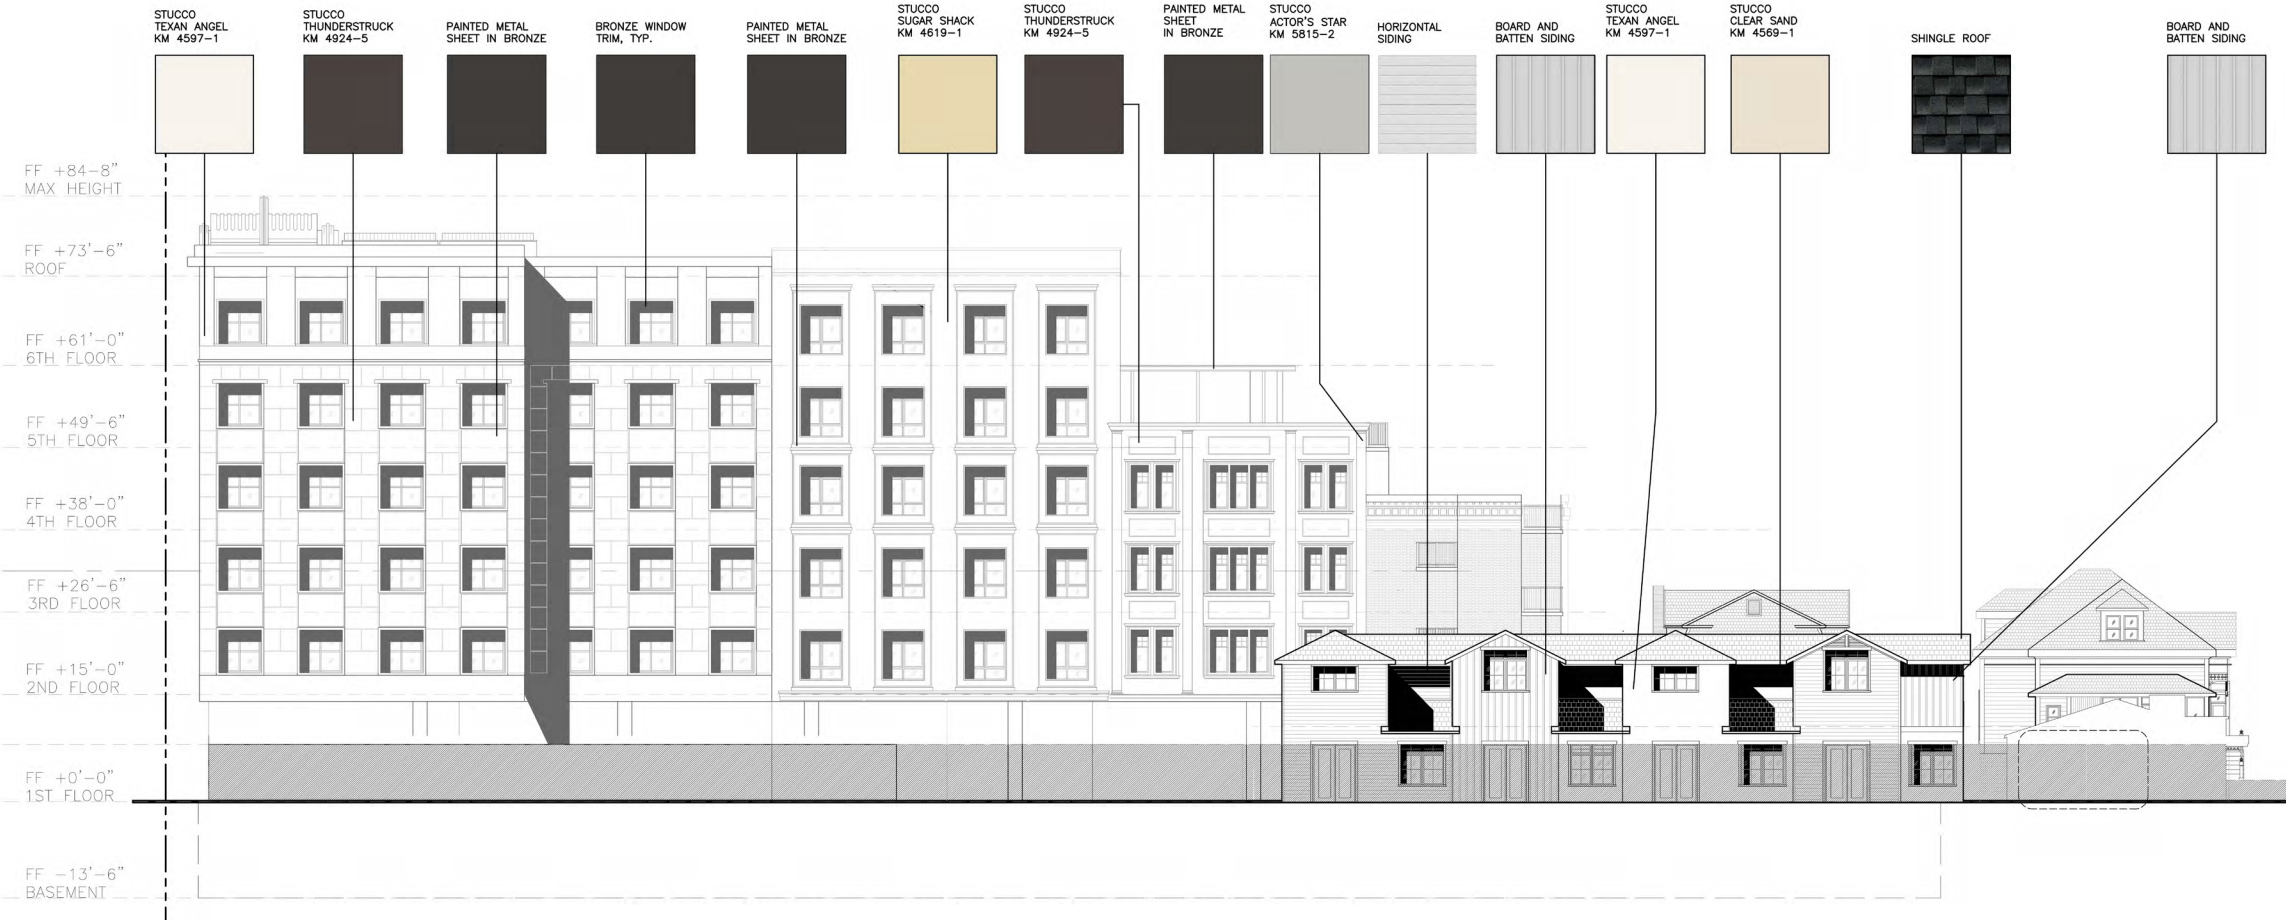 STUCCO
TEXAN ANGEL
KM 4597-1
STUCCO
THUNDERSTRUCK
KM 4924-5
PAINTED METAL
SHEET IN BRONZE
BRONZE WINDOW
TRIM, TYP.
PAINTED METAL
SHEET IN BRONZE
STUCCO
SUGAR SHACK
KM 4619-1
STUCCO
THUNDERSTRUCK
KM 4924-5
PAINTED METAL
SHEET
IN BRONZE
STUCCO
ACTOR'S STAR
KM 5815-2
HORIZONTAL
SIDING
BOARD AND
BATTEN SIDING
STUCCO
TEXAN ANGEL
KM 4597-1
STUCCO
CLEAR SAND
KM 4569-1
SHINGLE ROOF
BOARD AND
BATTEN SIDING
FF +84-8"
MAX HEIGHT
FF +73'-6"
ROOF
FF +61'-0"
6TH FLOOR
FF +49'-6"
5TH FLOOR
FF +38'-0"
4TH FLOOR
FF +26'-6"
3RD FLOOR
FF +15'-0"
2ND FLOOR
FF +0'-0"
1ST FLOOR
FF -13'-6"
BASEMENT